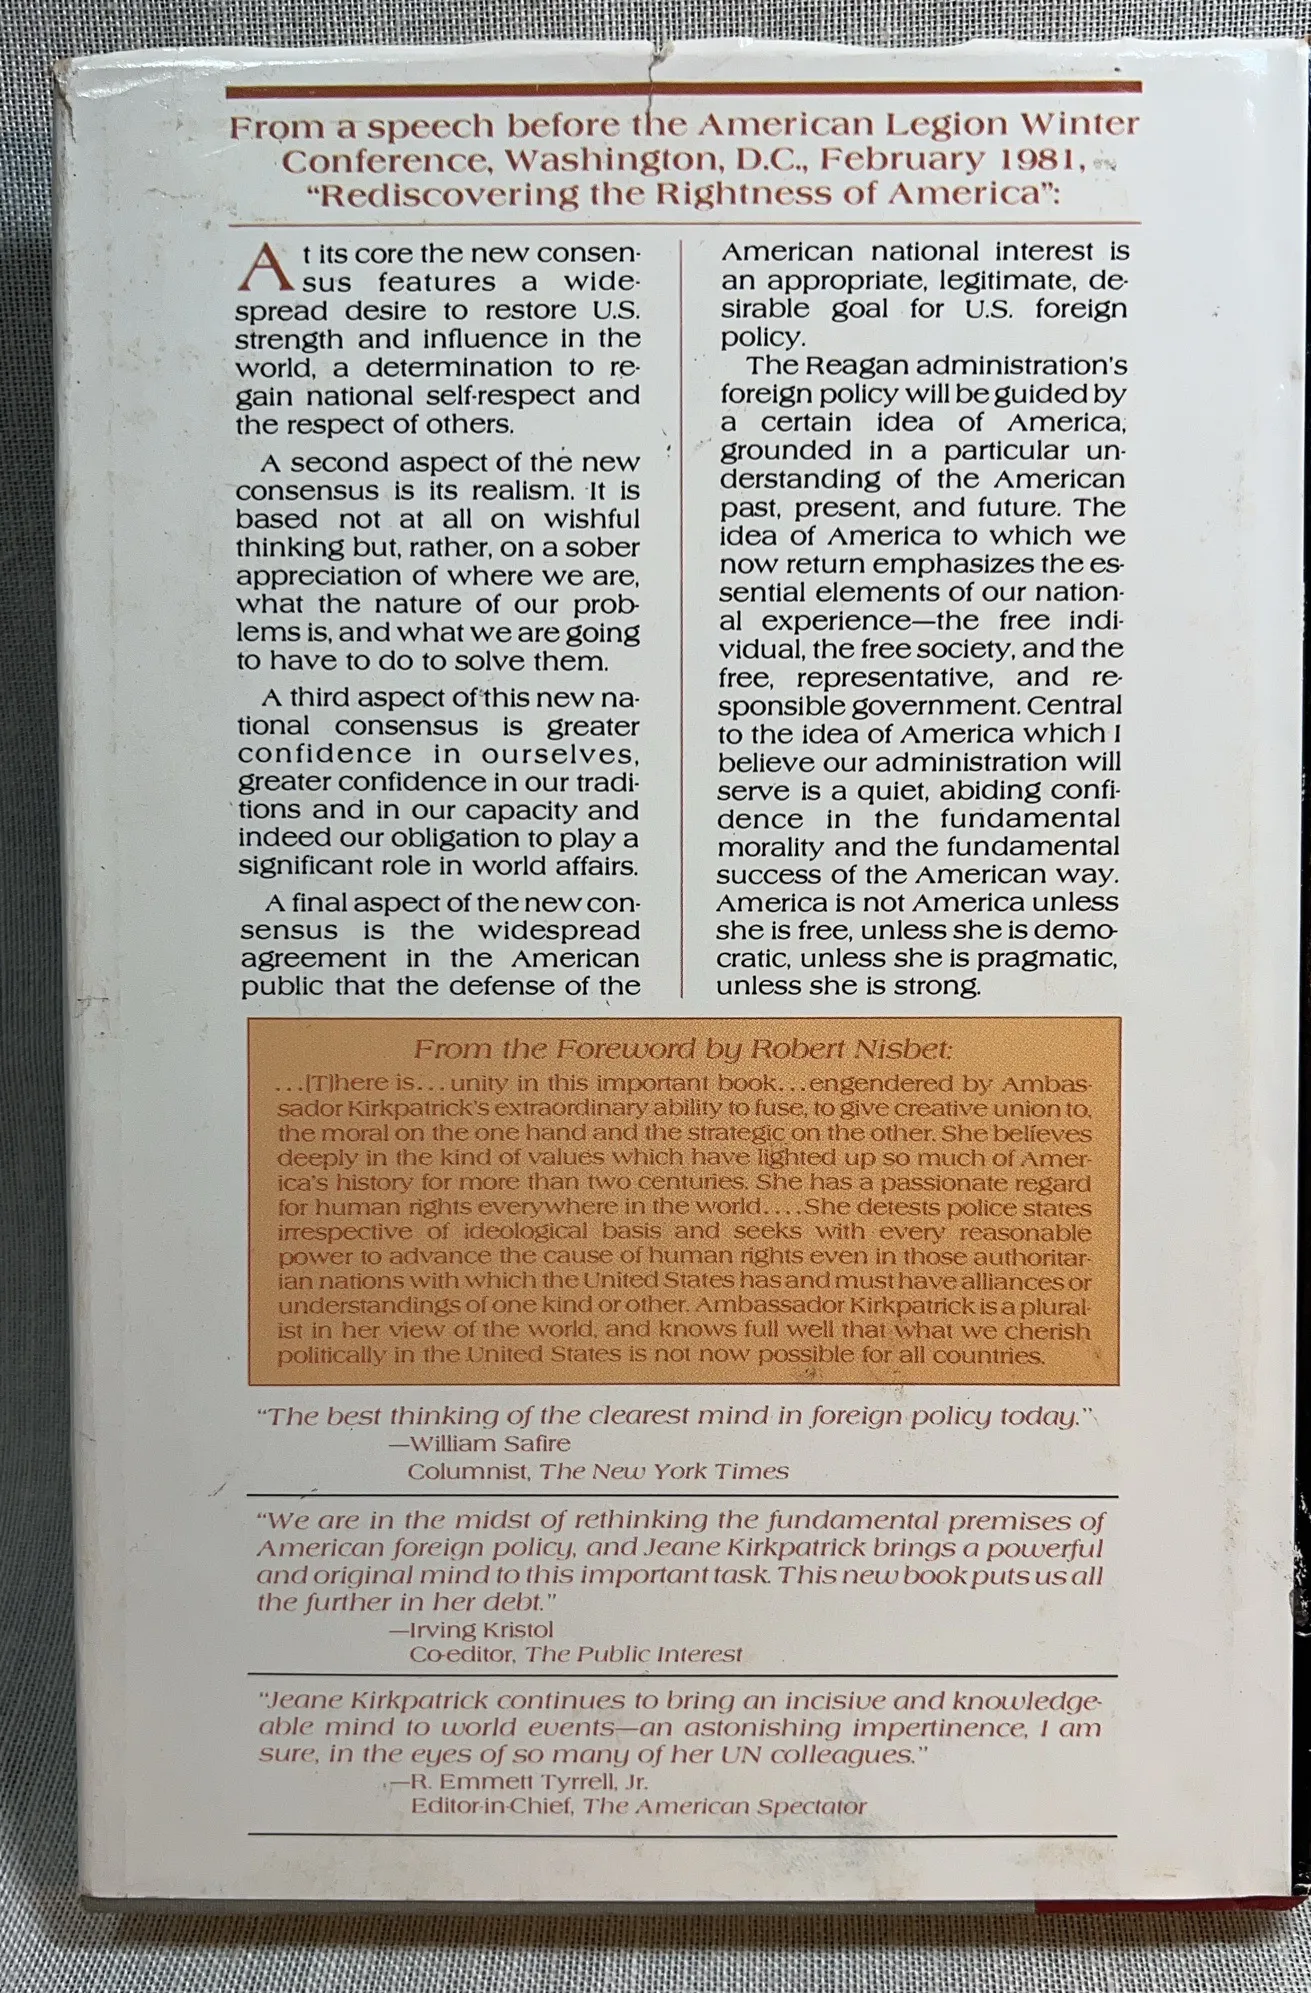 From a speech before the American Legion Winter
Conference, Washington, D.C., February 1981,
“Rediscovering the Rightness of America”:
At its core the new consen-
sus features a wide-
spread desire to restore U.S.
strength and influence in the
world, a determination to re-
gain national self-respect and
the respect of others.
A second aspect of the new
consensus is its realism. It is
based not at all on wishful
thinking but, rather, on a sober
appreciation of where we are,
what the nature of our prob-
lems is, and what we are going
to have to do to solve them.
A third aspect of this new na-
tional consensus is greater
confidence in ourselves,
greater confidence in our tradi-
tions and in our capacity and
indeed our obligation to play a
significant role in world affairs.
A final aspect of the new con-
sensus is the widespread
agreement in the American
public that the defense of the
American national interest is
an appropriate, legitimate, de-
sirable goal for U.S. foreign
policy.
The Reagan administration's
foreign policy will be guided by
a certain idea of America,
grounded in a particular un-
derstanding of the American
past, present, and future. The
idea of America to which we
now return emphasizes the es-
sential elements of our nation-
al experience—the free indi-
vidual, the free society, and the
free, representative, and re-
sponsible government. Central
to the idea of America which I
believe our administration will
serve is a quiet, abiding confi-
dence in the fundamental
morality and the fundamental
success of the American way.
America is not America unless
she is free, unless she is demo-
cratic, unless she is pragmatic,
unless she is strong.
From the Foreword by Robert Nisbet:
...[T]here is...unity in this important book...engendered by Ambas-
sador Kirkpatrick's extraordinary ability to fuse, to give creative union to,
the moral on the one hand and the strategic on the other. She believes
deeply in the kind of values which have lighted up so much of Amer-
ica's history for more than two centuries. She has a passionate regard
for human rights everywhere in the world....She detests police states
irrespective of ideological basis and seeks with every reasonable
power to advance the cause of human rights even in those authoritar-
ian nations with which the United States has and must have alliances or
understandings of one kind or other. Ambassador Kirkpatrick is a plural-
ist in her view of the world, and knows full well that what we cherish
politically in the United States is not now possible for all countries.
“The best thinking of the clearest mind in foreign policy today.”
—William Safire
Columnist, The New York Times
“We are in the midst of rethinking the fundamental premises of
American foreign policy, and Jeane Kirkpatrick brings a powerful
and original mind to this important task. This new book puts us all
the further in her debt.”
—Irving Kristol
Co-editor, The Public Interest
“Jeane Kirkpatrick continues to bring an incisive and knowledge-
able mind to world events—an astonishing impertinence, I am
sure, in the eyes of so many of her UN colleagues.”
—R. Emmett Tyrrell, Jr.
Editor-in-Chief, The American Spectator